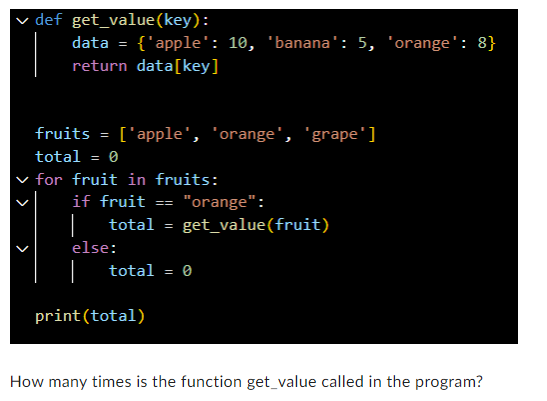 def get_value(key):
    data = {'apple': 10, 'banana': 5, 'orange': 8}
    return data[key]
fruits = ['apple', 'orange', 'grape']
total = 0
for fruit in fruits:
    if fruit == "orange":
        total = get_value(fruit)
    else:
        total = 0
print(total)
How many times is the function get_value called in the program?